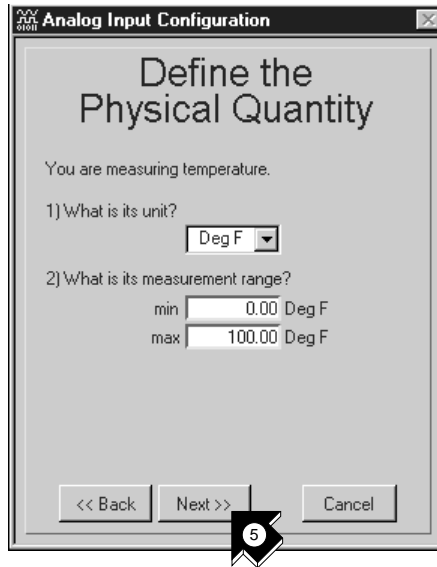 Analog Input Configuration
Define the
Physical Quantity
You are measuring temperature.
1) What is its unit?
Deg F
2) What is its measurement range?
min 0.00 Deg F
max 100.00 Deg F
<< Back Next >> Cancel
5